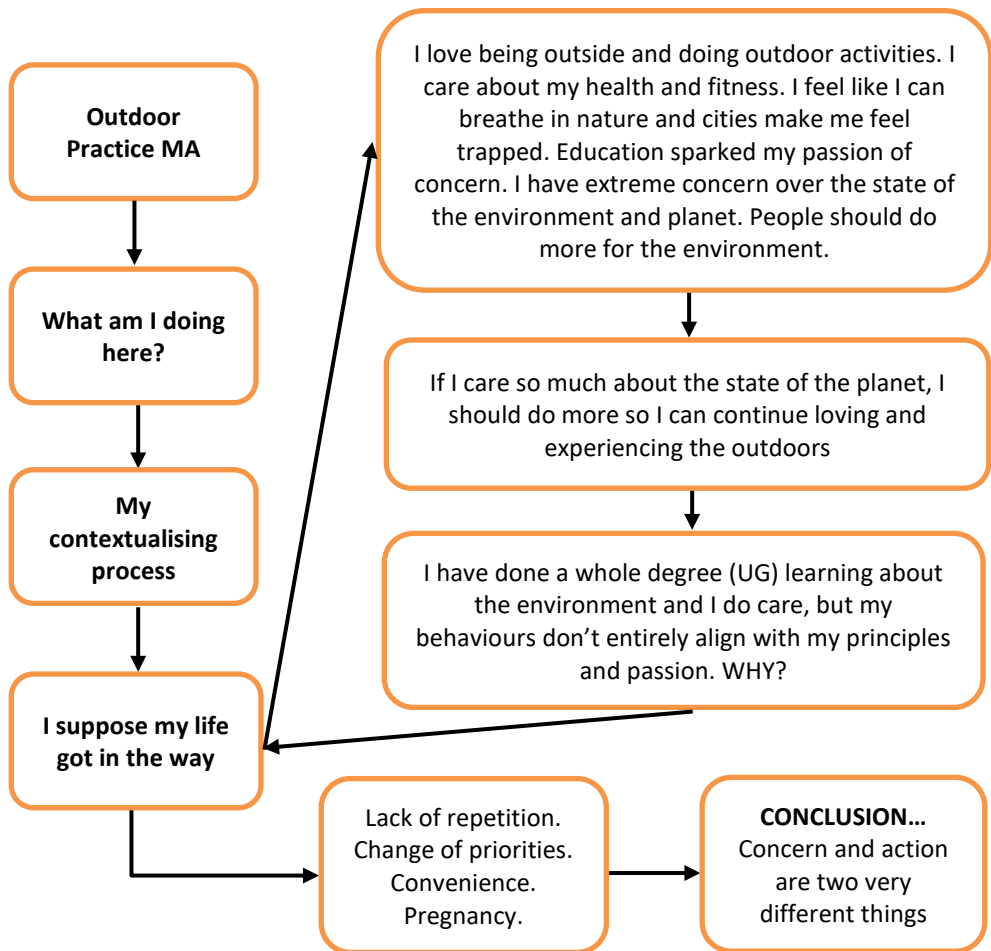 Outdoor
Practice MA
What am I doing
here?
My
contextualising
process
I suppose my life
got in the way
I love being outside and doing outdoor activities. I
care about my health and fitness. I feel like I can
breathe in nature and cities make me feel
trapped. Education sparked my passion of
concern. I have extreme concern over the state of
the environment and planet. People should do
more for the environment.
If I care so much about the state of the planet, I
should do more so I can continue loving and
experiencing the outdoors
I have done a whole degree (UG) learning about
the environment and I do care, but my
behaviours don’t entirely align with my principles
and passion. WHY?
Lack of repetition.
Change of priorities.
Convenience.
Pregnancy.
CONCLUSION…
Concern and action
are two very
different things